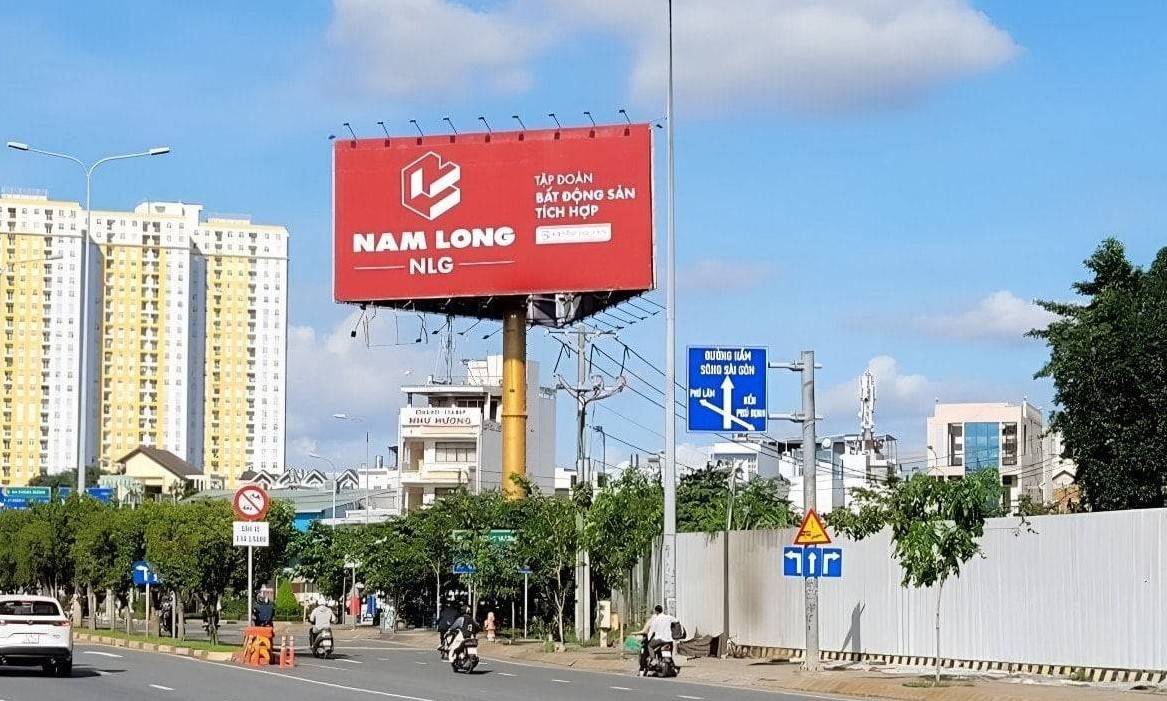 NAM LONG
NLG
TẬP ĐOÀN
BẤT ĐỘNG SẢN
TÍCH HỢP
ĐƯỜNG HẦM
SÔNG SÀI GÒN
PHÚ LÂM
BẾN
PHÚ ĐỊNH
NHƯ HƯƠNG